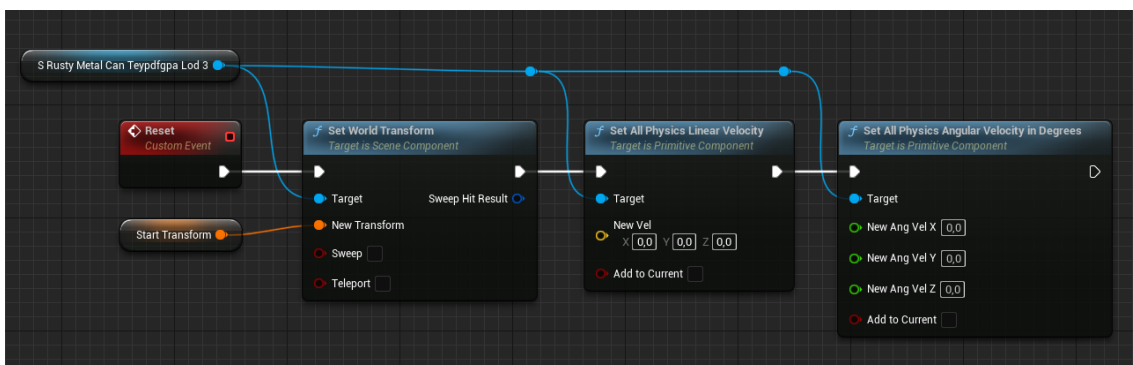 S Rusty Metal Can Teypdfgpa Lod 3
Reset
Custom Event
Start Transform
f Set World Transform
Target is Scene Component
Target
Sweep Hit Result
New Transform
Sweep
Teleport
f Set All Physics Linear Velocity
Target is Primitive Component
Target
New Vel
X 0,0 Y 0,0 Z 0,0
Add to Current
f Set All Physics Angular Velocity in Degrees
Target is Primitive Component
Target
New Ang Vel X 0,0
New Ang Vel Y 0,0
New Ang Vel Z 0,0
Add to Current